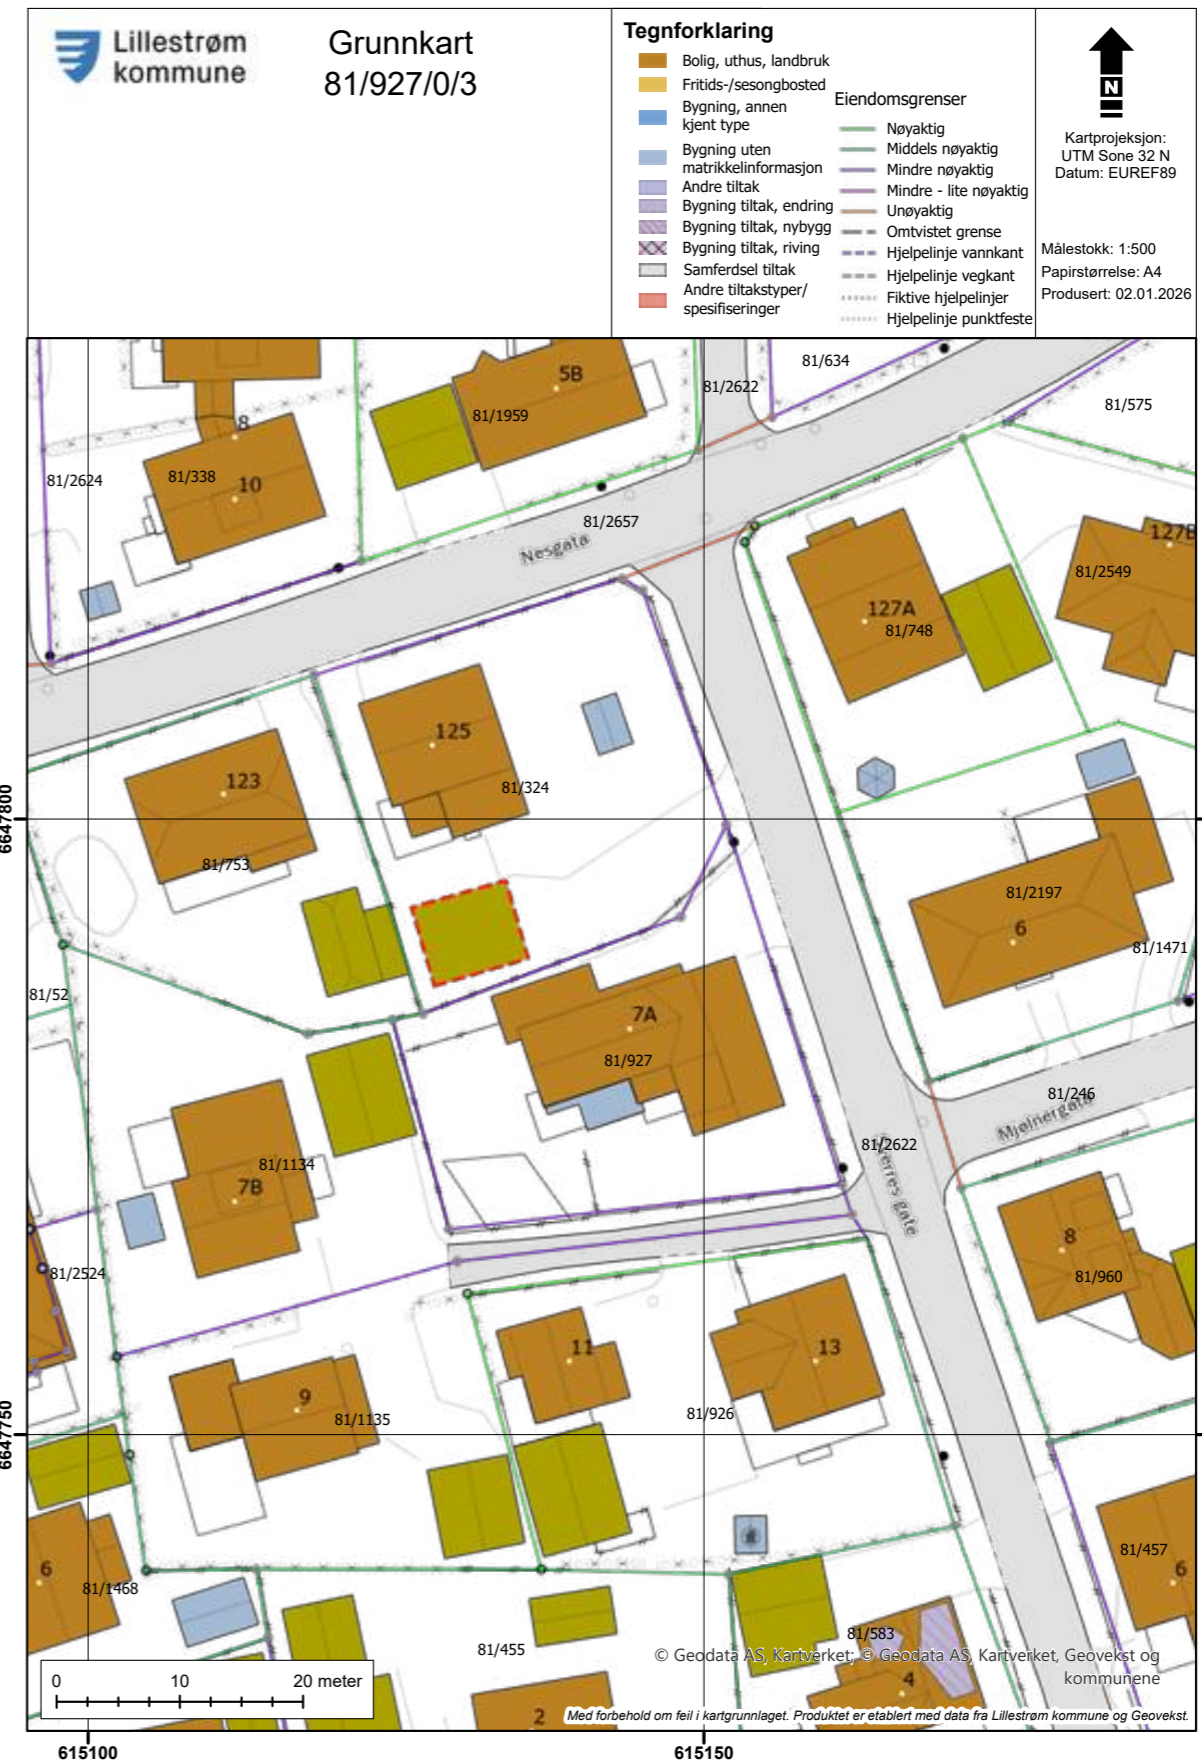 Lillestrøm
kommune
Grunnkart
81/927/0/3
Tegnforklaring
Bolig, uthus, landbruk
Fritids-/sesongbosted
Bygning, annen
kjent type
Bygning uten
matrikkelinformasjon
Andre tiltak
Bygning tiltak, endring
Bygning tiltak, nybygg
Bygning tiltak, riving
Samferdsel tiltak
Andre tiltakstyper/
spesifiseringer
Eiendomsgrenser
Nøyaktig
Middels nøyaktig
Mindre nøyaktig
Mindre - lite nøyaktig
Unøyaktig
Omtvistet grense
Hjelpelinje vannkant
Hjelpelinje vegkant
Fiktive hjelpelinjer
Hjelpelinje punktfeste
N
Kartprojeksjon:
UTM Sone 32 N
Datum: EUREF89
Målestokk: 1:500
Papirstørrelse: A4
Produsert: 02.01.2026
81/634
5B
81/2622
81/575
81/1959
8
81/338
81/2624
10
81/2657
Nesgata
127B
81/2549
127A
81/748
125
123
81/324
6647800
81/753
81/2197
6
81/1471
81/52
7A
81/927
81/246
Mjølnergata
81/2622
Sverres gate
81/1134
7B
8
81/2524
81/960
11
13
9
81/1135
81/926
6647750
81/457
6
6
81/1468
81/583
81/455
4
2
© Geodata AS, Kartverket; © Geodata AS, Kartverket, Geovekst og
kommunene
0 10 20 meter
Med forbehold om feil i kartgrunnlaget. Produktet er etablert med data fra Lillestrøm kommune og Geovekst.
615100
615150